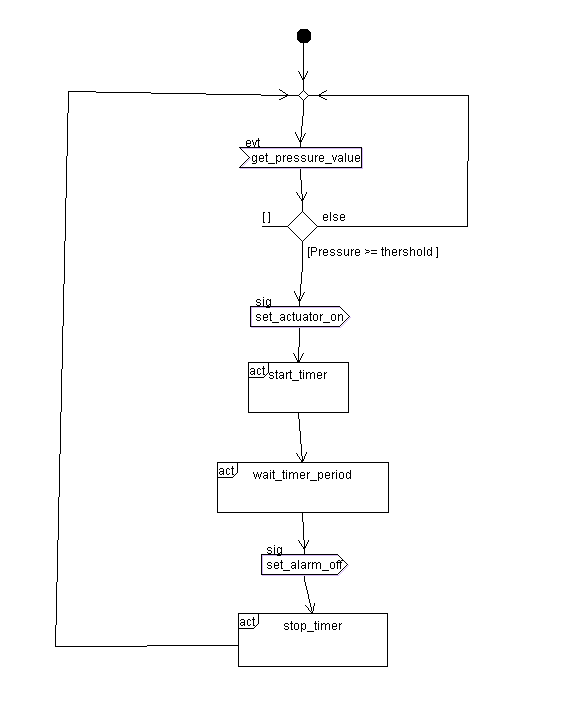 evt
get_pressure_value
[ ]
else
[Pressure >= thershold ]
sig
set_actuator_on
act
start_timer
act
wait_timer_period
sig
set_alarm_off
act
stop_timer